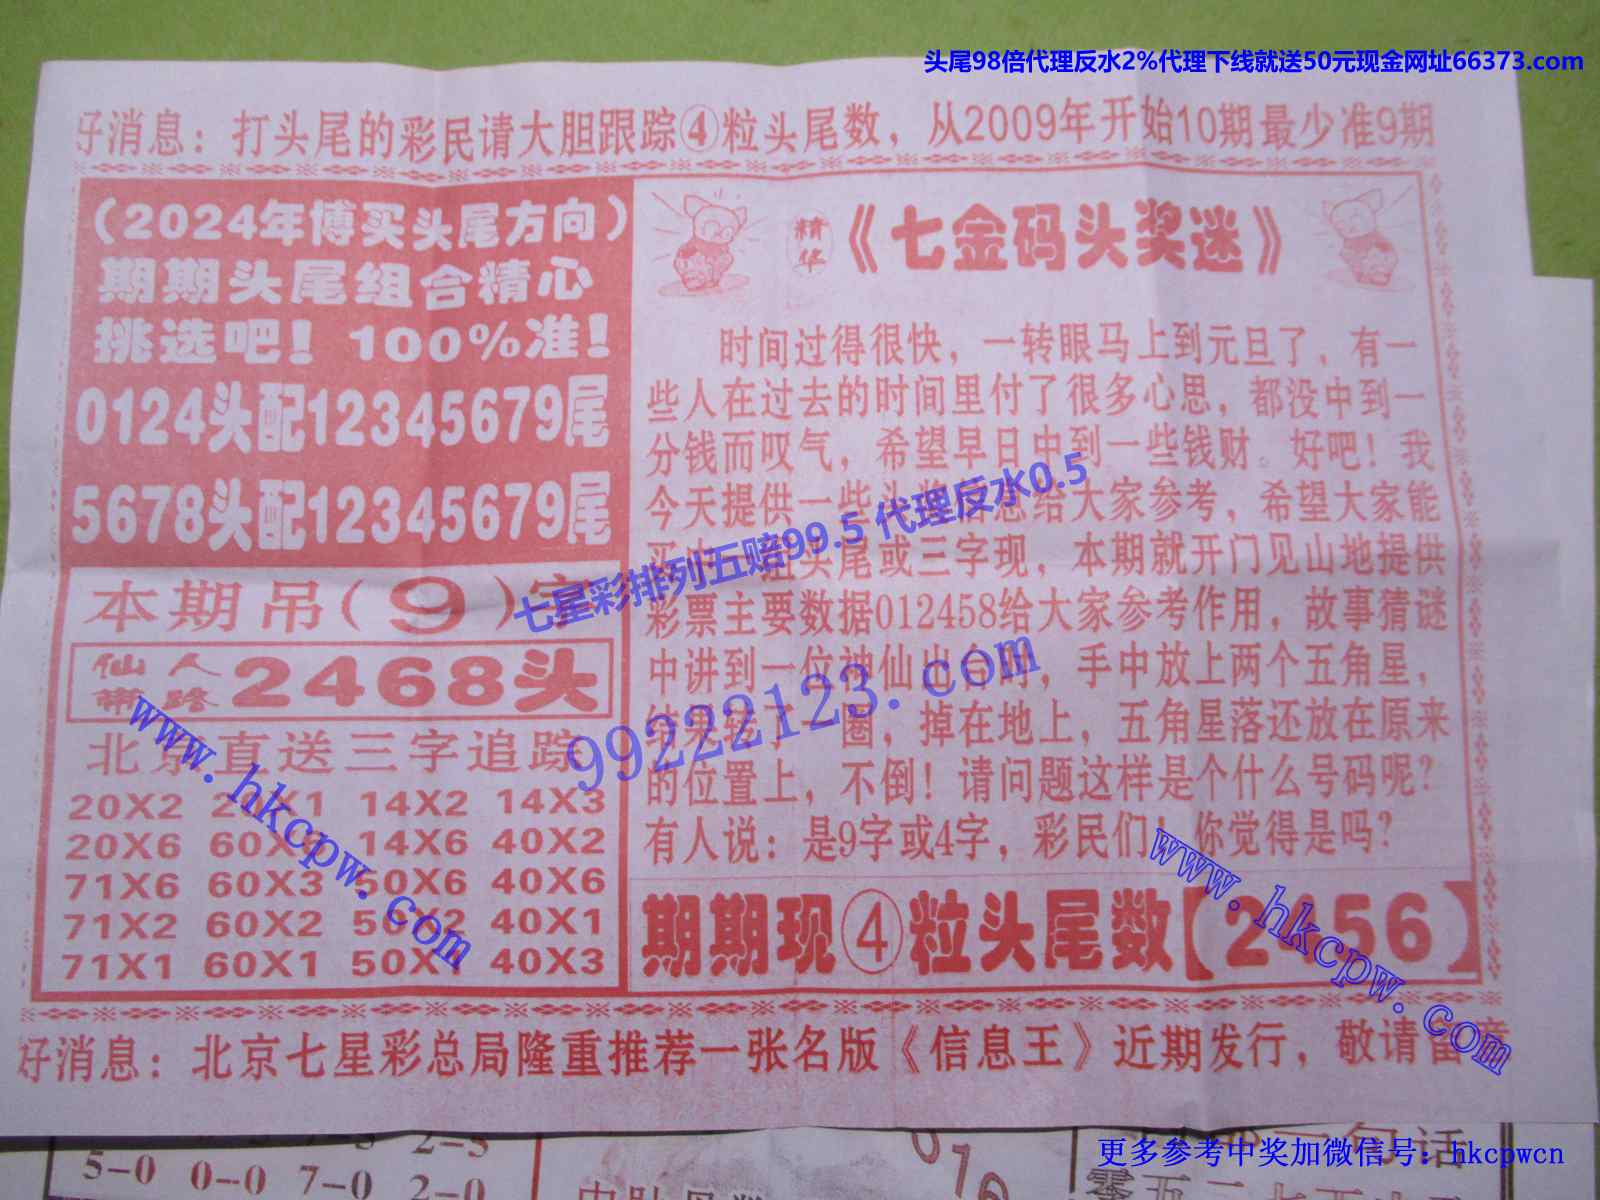 头尾98倍代理反水2%代理下线就送50元现金网址66373.com
好消息：打头尾的彩民请大胆跟踪④粒头尾数，从2009年开始10期最少准9期
（2024年博买头尾方向）
期期头尾组合精心
挑选吧！100%准！
0124头配12345679尾
5678头配12345679尾
本期吊（9）字
仙人
2468头
北京直送三字追踪
20X2 20X1 14X2 14X3
20X6 60X 14X6 40X2
71X6 60X3 50X6 40X6
71X2 60X2 50X2 40X1
71X1 60X1 50X1 40X3
精华
《七金码头奖迷》
时间过得很快，一转眼马上到元旦了，有一
些人在过去的时间里付了很多心思，都没中到一
分钱而叹气，希望早日中到一些钱财。好吧！我
今天提供一些头奖信息给大家参考，希望大家能
买中一组头尾或三字现，本期就开门见山地提供
彩票主要数据012458给大家参考作用，故事猜谜
中讲到一位神仙出台时，手中放上两个五角星，
结果转了一圈，掉在地上，五角星落还放在原来
的位置上，不倒！请问题这样是个什么号码呢？
有人说：是9字或4字，彩民们！你觉得是吗？
期期现④粒头尾数【2456】
好消息：北京七星彩总局隆重推荐一张名版《信息王》近期发行，敬请留意
七星彩排列五赔99.5 代理反水0.5
99222123.com
www.hkcpw.com
www.hkcpw.com
5-0 0-0 7-0 2-0
更多参考中奖加微信号：hkcpwcn